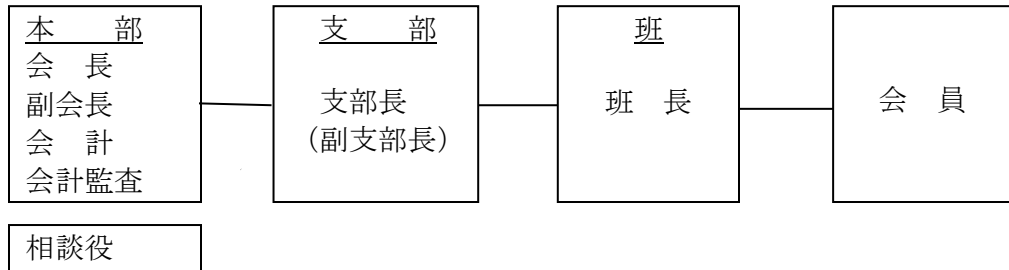 本　　部
会　長
副会長
会　計
会計監査
支　　部
支部長
（副支部長）
班
班　長
会　員
相談役